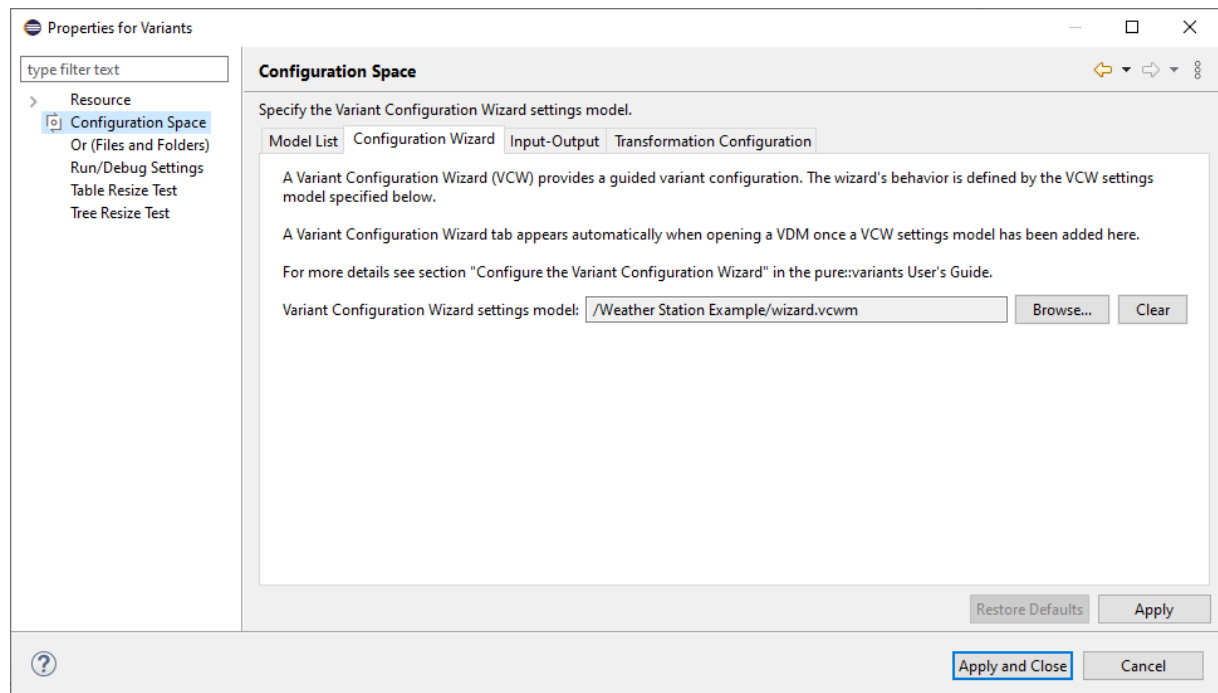 Properties for Variants
type filter text
Resource
Configuration Space
Or (Files and Folders)
Run/Debug Settings
Table Resize Test
Tree Resize Test
Configuration Space
Specify the Variant Configuration Wizard settings model.
Model List Configuration Wizard Input-Output Transformation Configuration
A Variant Configuration Wizard (VCW) provides a guided variant configuration. The wizard's behavior is defined by the VCW settings
model specified below.
A Variant Configuration Wizard tab appears automatically when opening a VDM once a VCW settings model has been added here.
For more details see section "Configure the Variant Configuration Wizard" in the pure::variants User's Guide.
Variant Configuration Wizard settings model: /Weather Station Example/wizard.vcwm Browse... Clear
Restore Defaults Apply
? Apply and Close Cancel